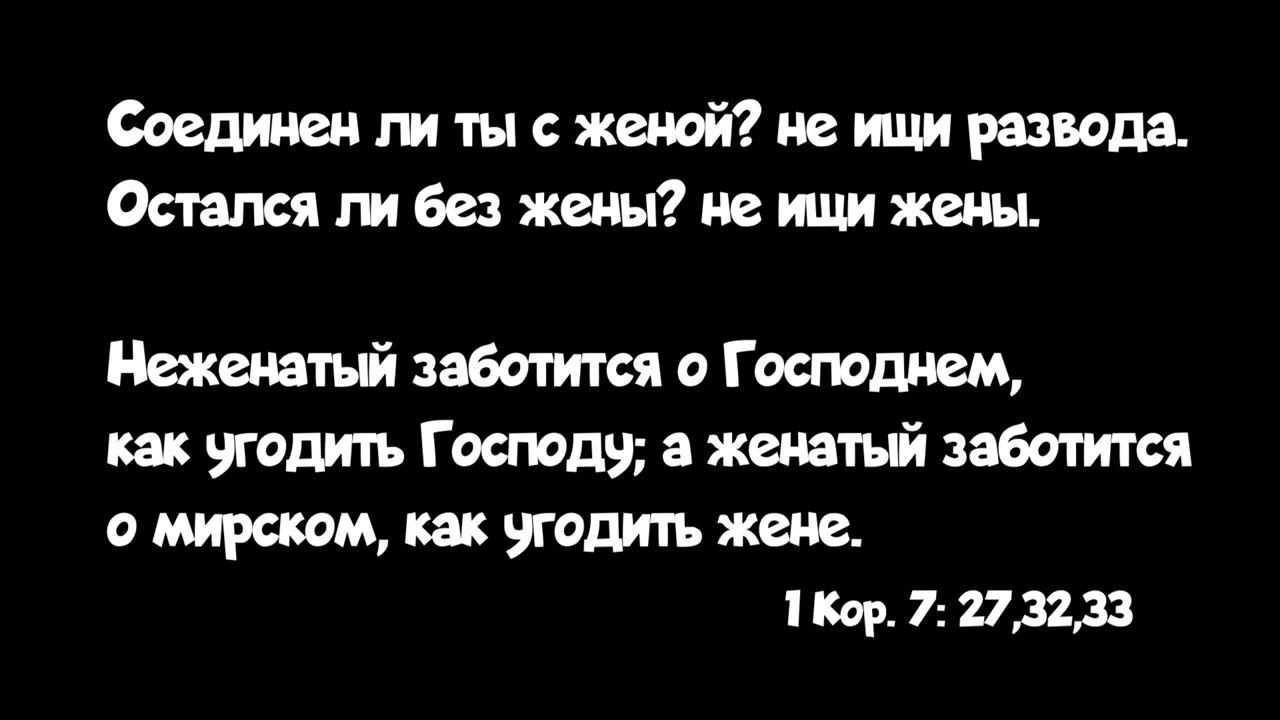 Соединен ли ты с женой? не ищи развода.
Остался ли без жены? не ищи жены.
Неженатый заботится о Господнем,
как угодить Господу; а женатый заботится
о мирском, как угодить жене.
1 Кор. 7: 27,32,33